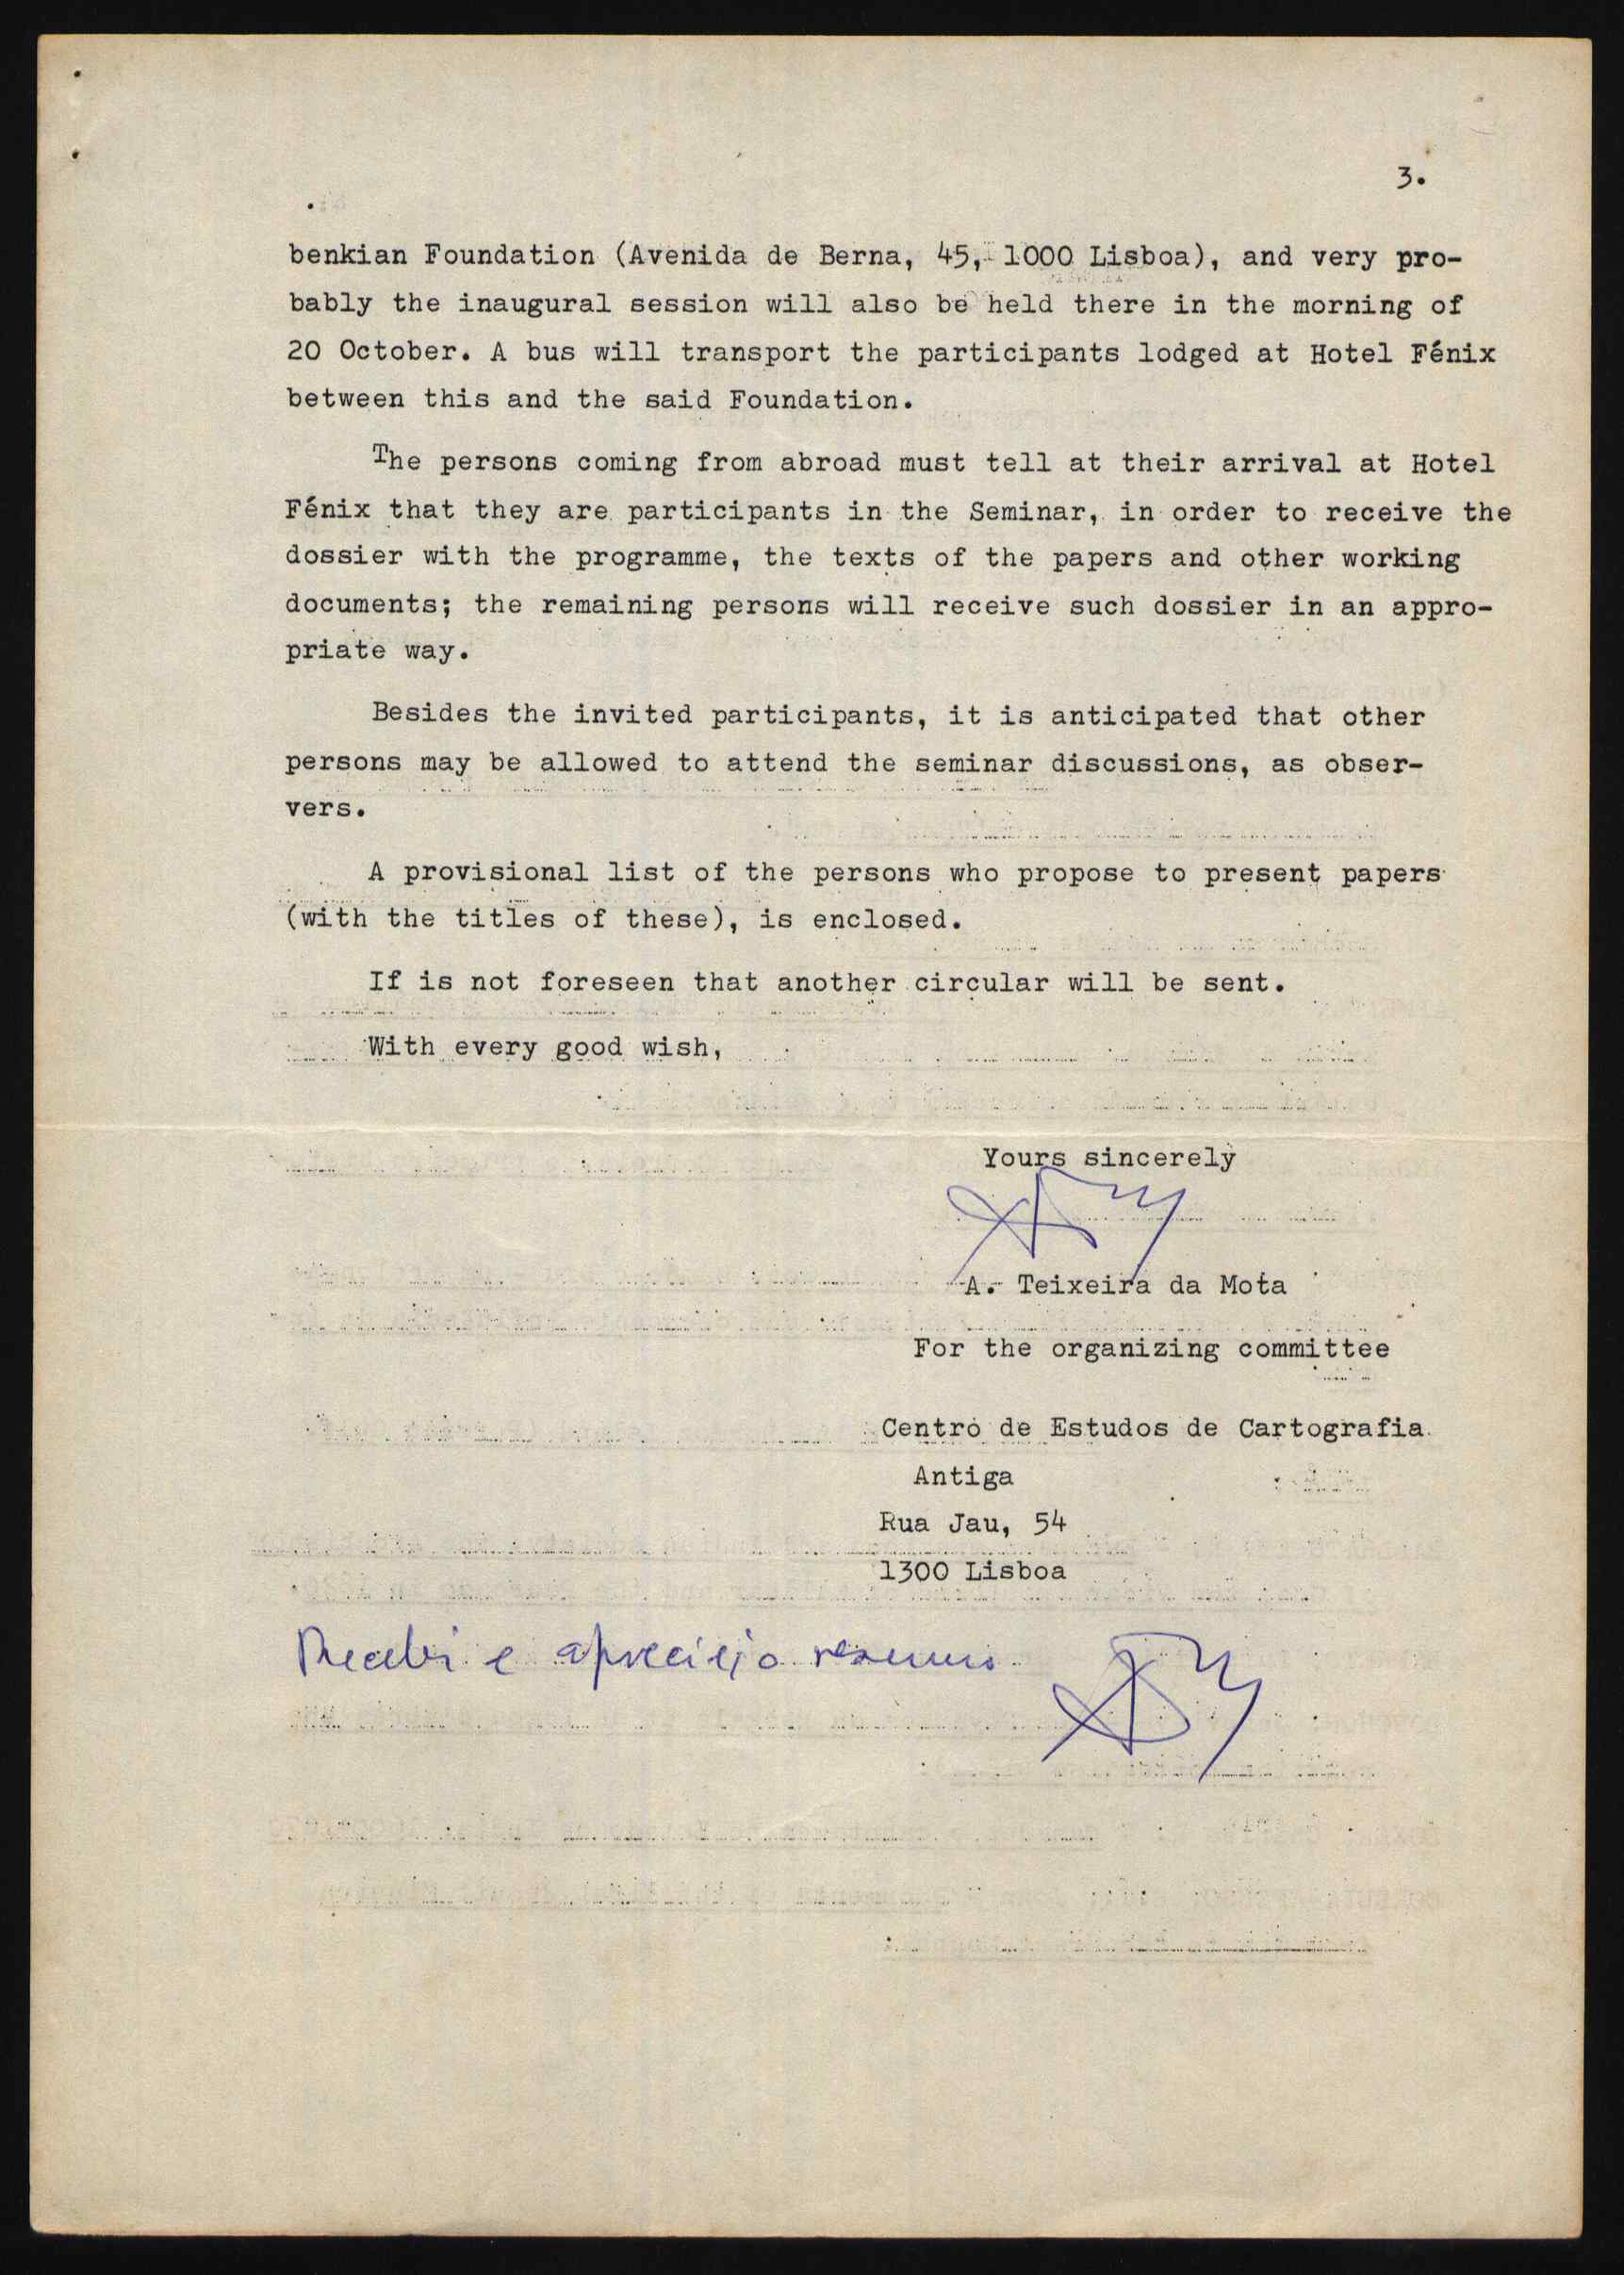 3.
benkian Foundation (Avenida de Berna, 45, 1000 Lisboa), and very pro-
bably the inaugural session will also be held there in the morning of
20 October. A bus will transport the participants lodged at Hotel Fénix
between this and the said Foundation.
The persons coming from abroad must tell at their arrival at Hotel
Fénix that they are participants in the Seminar, in order to receive the
dossier with the programme, the texts of the papers and other working
documents; the remaining persons will receive such dossier in an appro-
priate way.
Besides the invited participants, it is anticipated that other
persons may be allowed to attend the seminar discussions, as obser-
vers.
A provisional list of the persons who propose to present papers
(with the titles of these), is enclosed.
If is not foreseen that another circular will be sent.
With every good wish,
Yours sincerely
A. Teixeira da Mota
For the organizing committee
Centro de Estudos de Cartografia
Antiga
Rua Jau, 54
1300 Lisboa
Recebi e